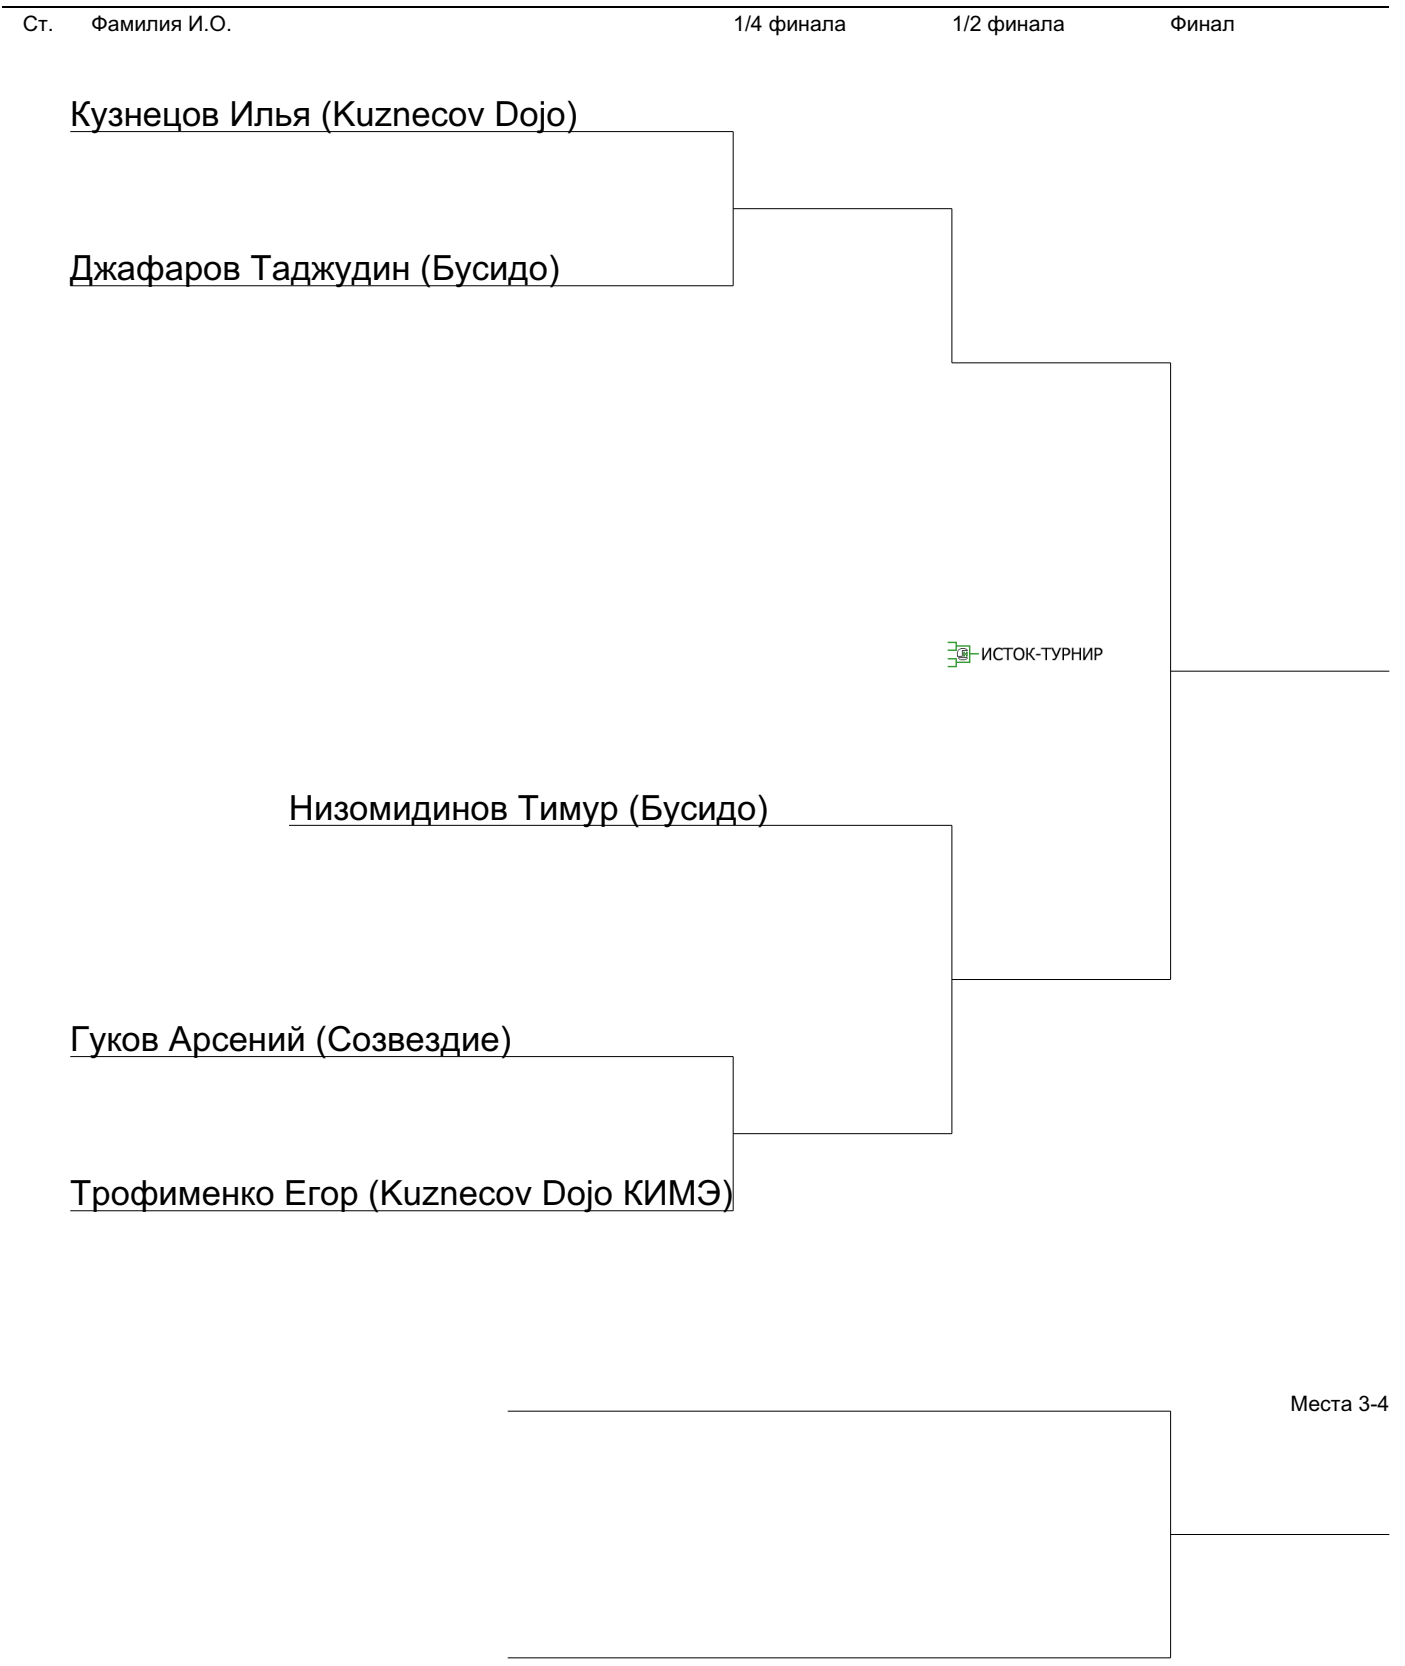 Ст. Фамилия И.О. 1/4 финала 1/2 финала Финал
Кузнецов Илья (Kuznecov Dojo)
Джафаров Таджудин (Бусидо)
ИСТОК-ТУРНИР
Низомидинов Тимур (Бусидо)
Гуков Арсений (Созвездие)
Трофименко Егор (Kuznecov Dojo КИМЭ)
Места 3-4